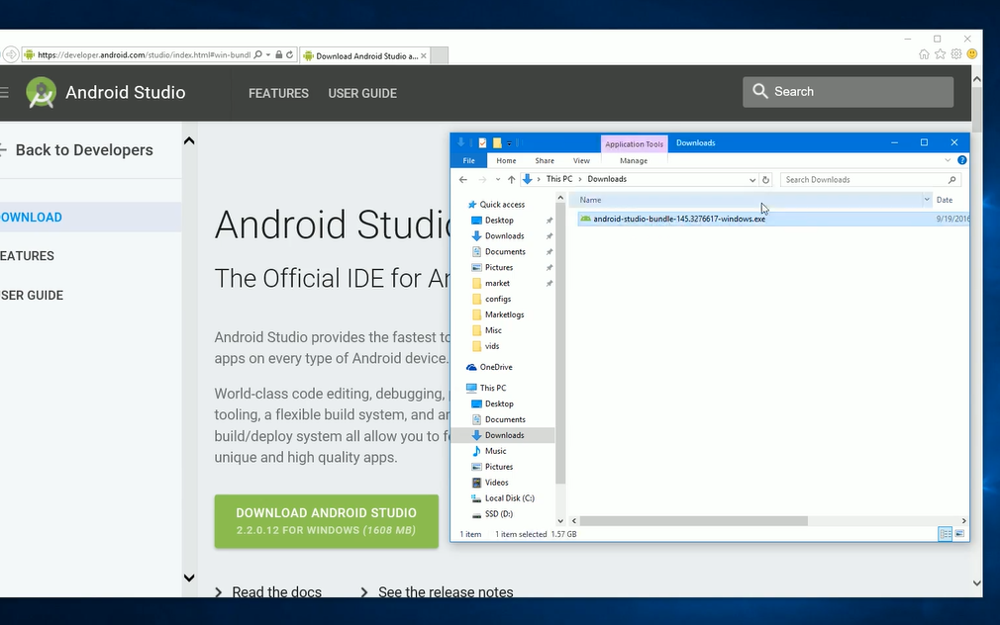 https://developer.android.com/studio/index.html#win-bundl
Download Android Studio a...
Android Studio
FEATURES
USER GUIDE
Search
Back to Developers
OWNLOAD
EATURES
SER GUIDE
Android Studio
The Official IDE for An
Android Studio provides the fastest to
apps on every type of Android device.
World-class code editing, debugging,
tooling, a flexible build system, and an
build/deploy system all allow you to fo
unique and high quality apps.
DOWNLOAD ANDROID STUDIO
2.2.0.12 FOR WINDOWS (1608 MB)
Read the docs
See the release notes
Application Tools
Downloads
File
Home
Share
View
Manage
This PC
Downloads
Search Downloads
Quick access
Desktop
Downloads
Documents
Pictures
market
configs
Marketlogs
Misc
vids
OneDrive
This PC
Desktop
Documents
Downloads
Music
Pictures
Videos
Local Disk (C:)
SSD (D:)
Name
Date
android-studio-bundle-145.3276617-windows.exe
9/19/2016
1 item
1 item selected 1.57 GB